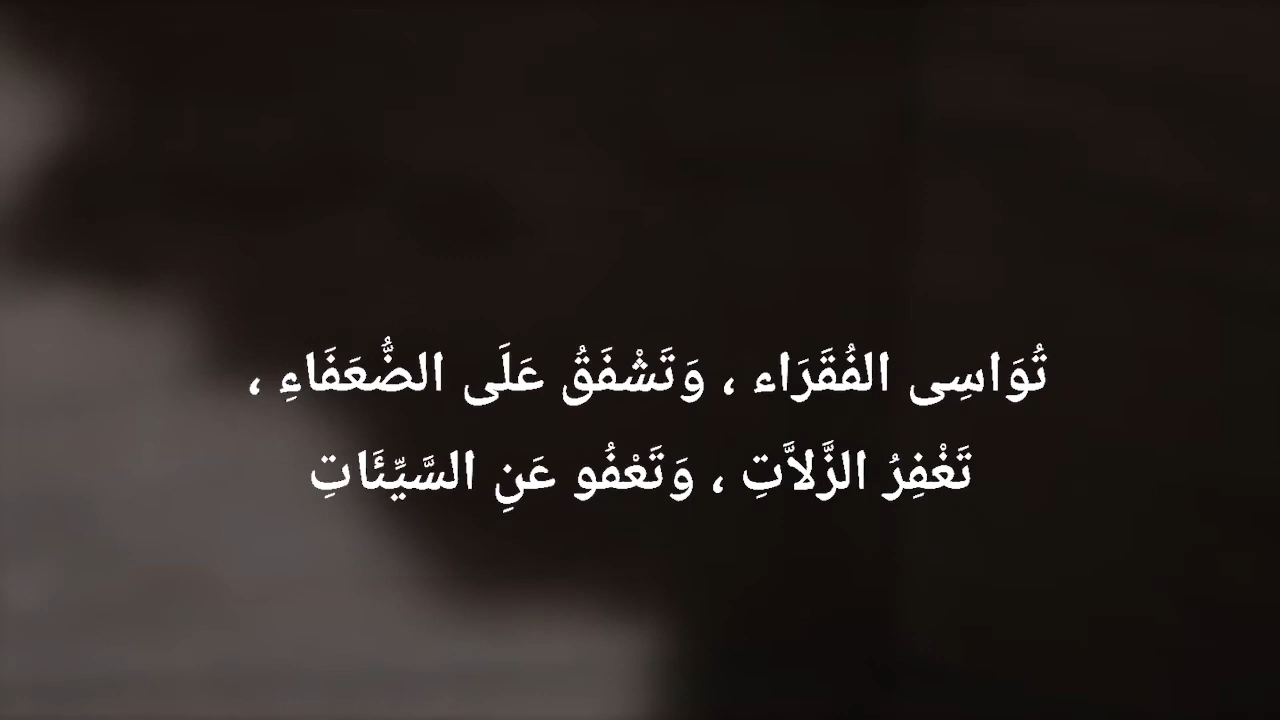 تُوَاسِى الفُقَرَاء ، وَتَشْفَقُ عَلَى الضُّعَفَاءِ ،
تَغْفِرُ الزَّلاَّتِ ، وَتَعْفُو عَنِ السَّيِّئَاتِ